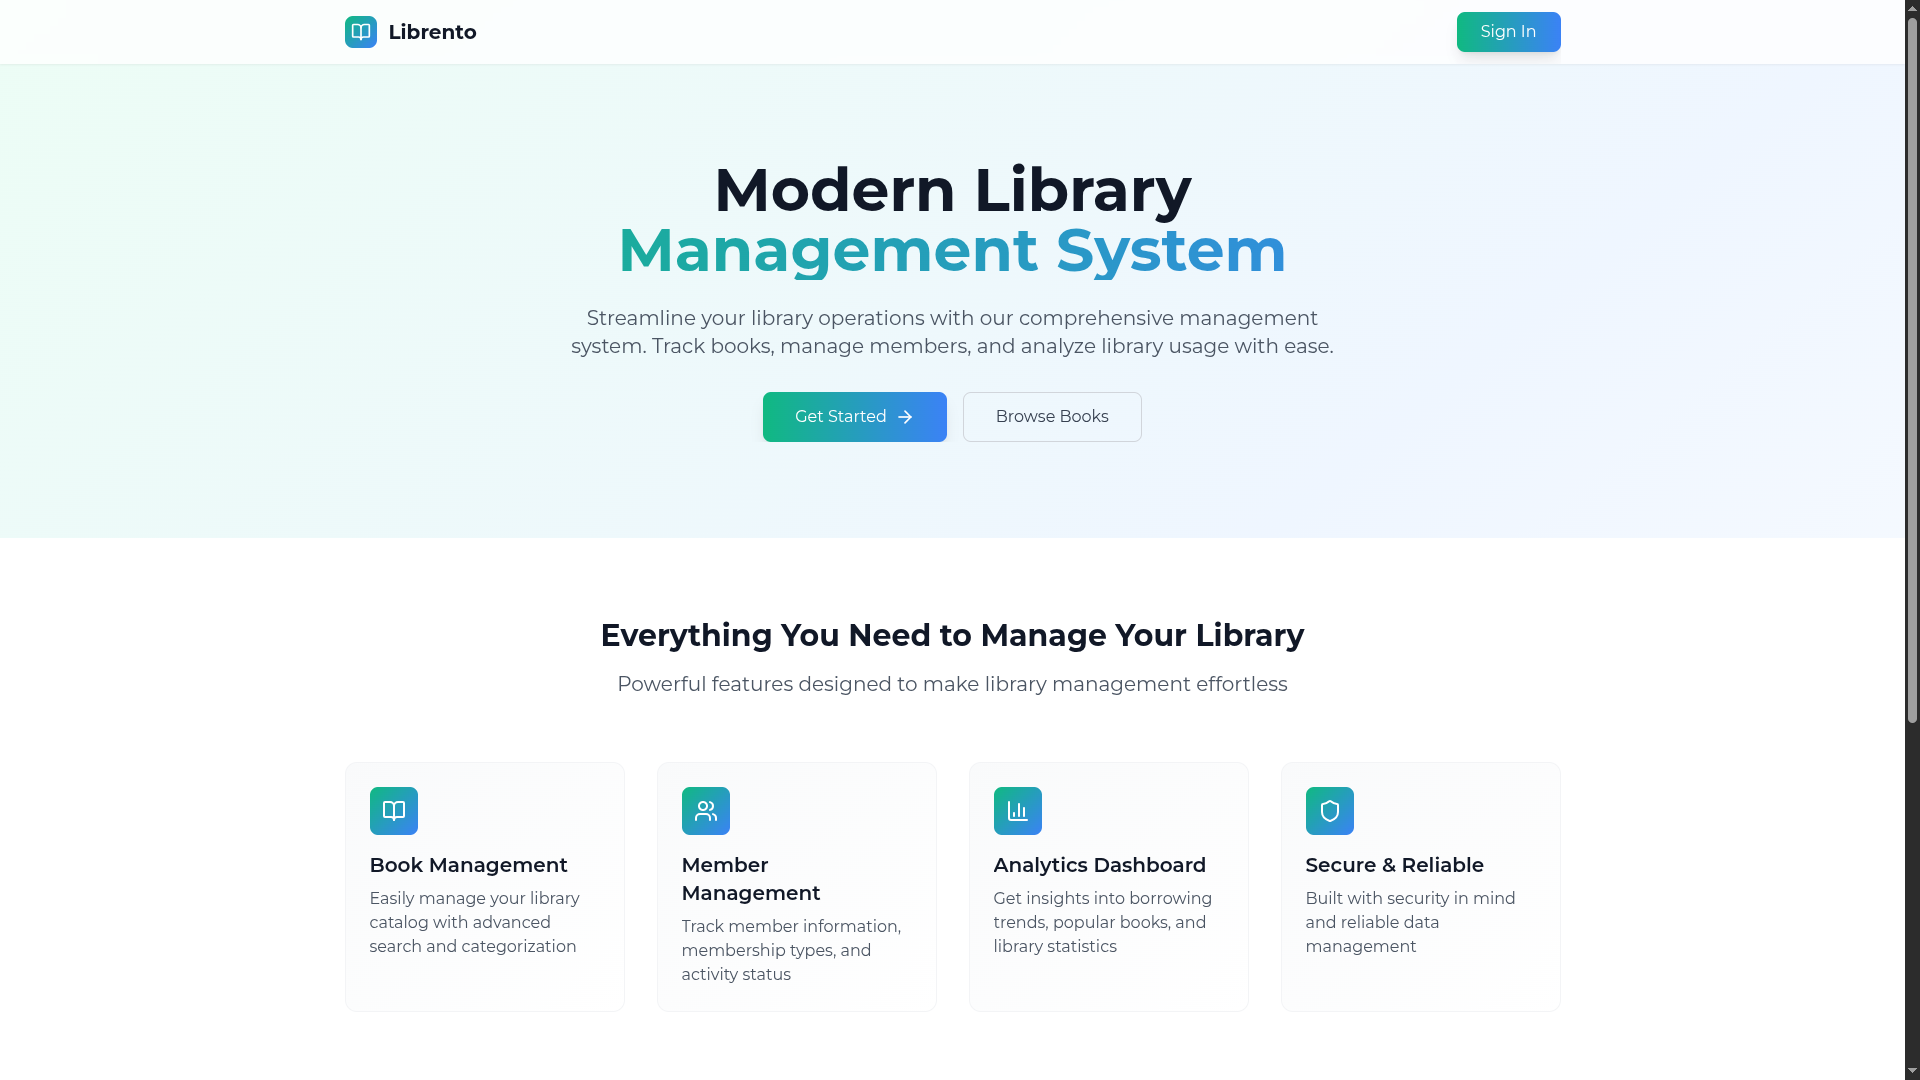 Librento
Sign In
Modern Library
Management System
Streamline your library operations with our comprehensive management
system. Track books, manage members, and analyze library usage with ease.
Get Started
Browse Books
Everything You Need to Manage Your Library
Powerful features designed to make library management effortless
Book Management
Easily manage your library
catalog with advanced
search and categorization
Member
Management
Track member information,
membership types, and
activity status
Analytics Dashboard
Get insights into borrowing
trends, popular books, and
library statistics
Secure & Reliable
Built with security in mind
and reliable data
management